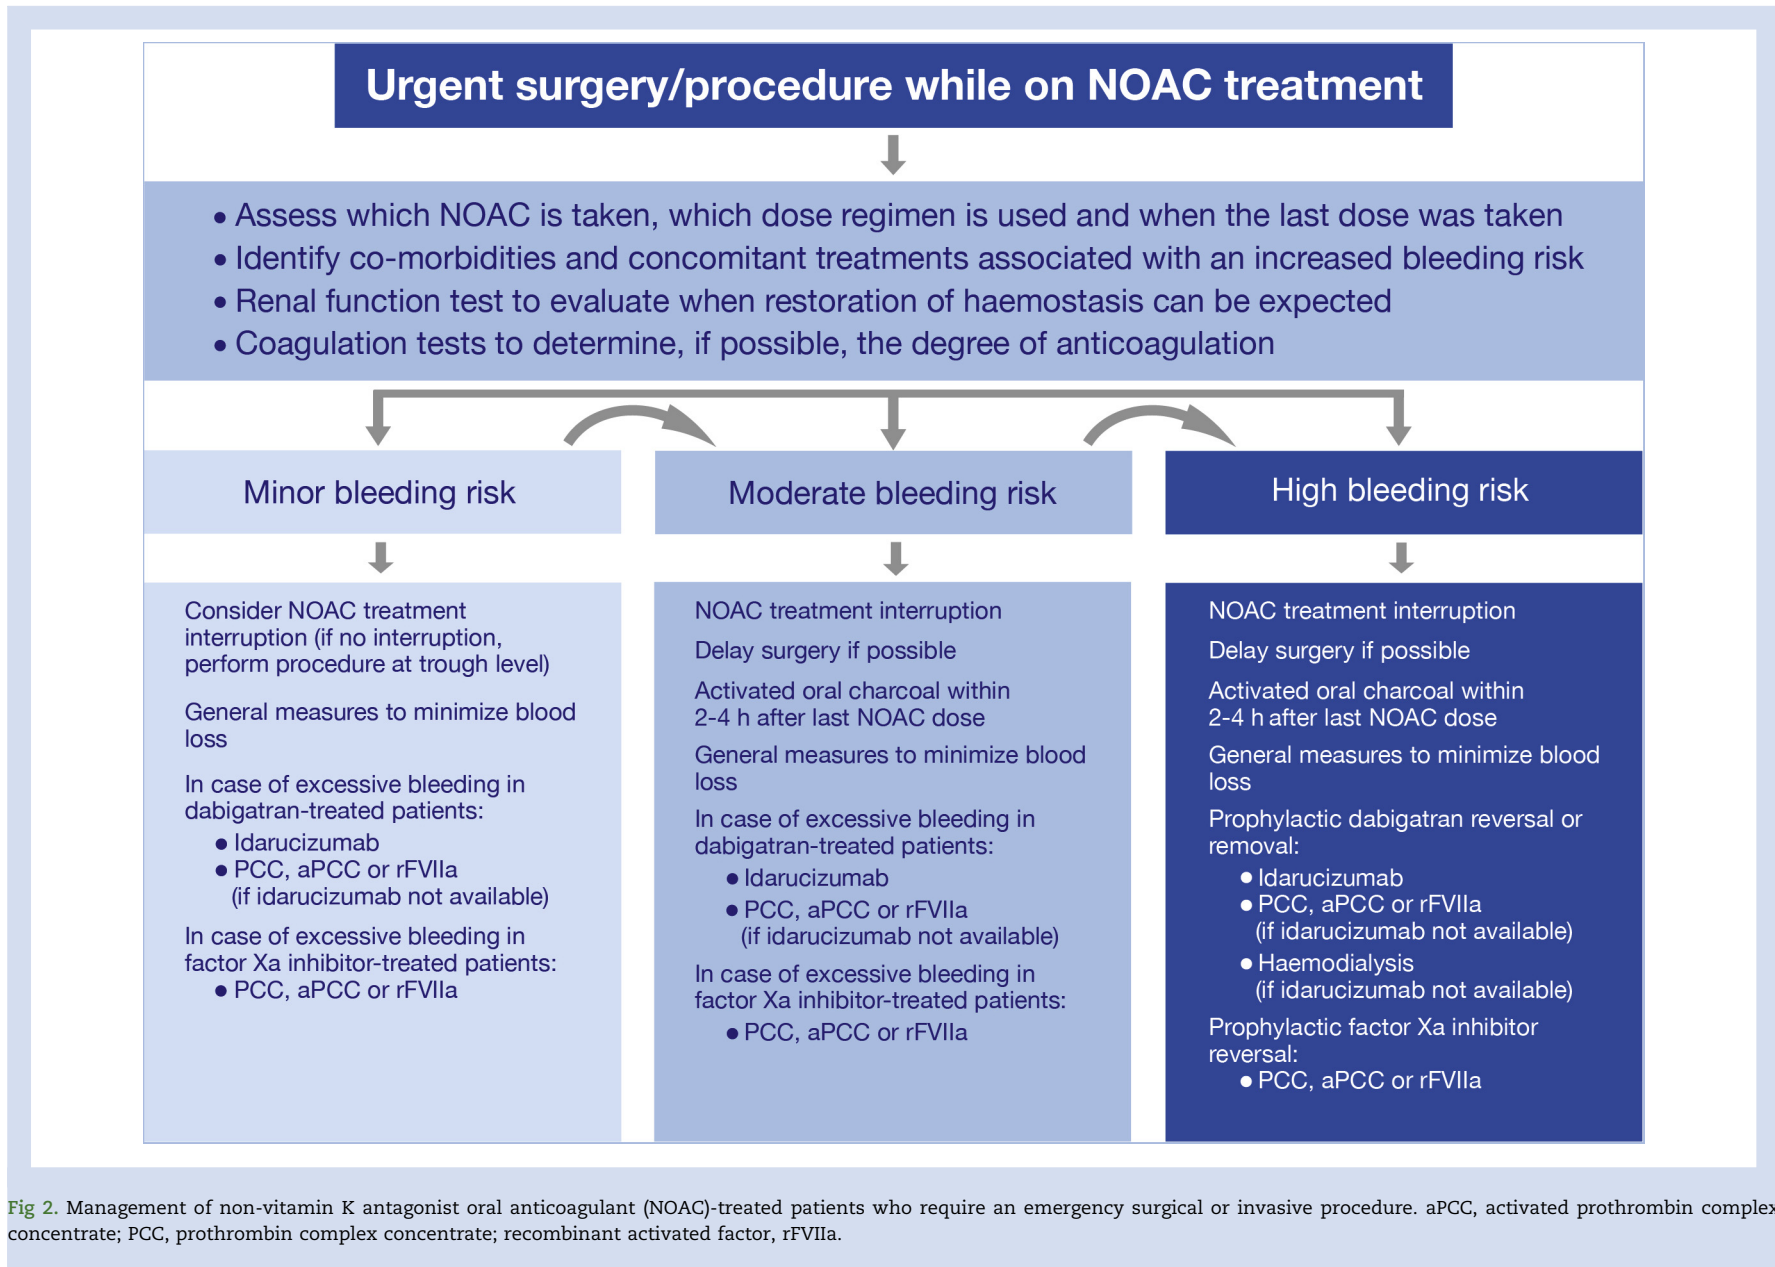 Urgent surgery/procedure while on NOAC treatment
• Assess which NOAC is taken, which dose regimen is used and when the last dose was taken
• Identify co-morbidities and concomitant treatments associated with an increased bleeding risk
• Renal function test to evaluate when restoration of haemostasis can be expected
• Coagulation tests to determine, if possible, the degree of anticoagulation
Minor bleeding risk
Consider NOAC treatment
interruption (if no interruption,
perform procedure at trough level)
General measures to minimize blood
loss
In case of excessive bleeding in
dabigatran-treated patients:
• Idarucizumab
• PCC, aPCC or rFVIIa
(if idarucizumab not available)
In case of excessive bleeding in
factor Xa inhibitor-treated patients:
• PCC, aPCC or rFVIIa
Moderate bleeding risk
NOAC treatment interruption
Delay surgery if possible
Activated oral charcoal within
2-4 h after last NOAC dose
General measures to minimize blood
loss
In case of excessive bleeding in
dabigatran-treated patients:
• Idarucizumab
• PCC, aPCC or rFVIIa
(if idarucizumab not available)
In case of excessive bleeding in
factor Xa inhibitor-treated patients:
• PCC, aPCC or rFVIIa
High bleeding risk
NOAC treatment interruption
Delay surgery if possible
Activated oral charcoal within
2-4 h after last NOAC dose
General measures to minimize blood
loss
Prophylactic dabigatran reversal or
removal:
• Idarucizumab
• PCC, aPCC or rFVIIa
(if idarucizumab not available)
• Haemodialysis
(if idarucizumab not available)
Prophylactic factor Xa inhibitor
reversal:
• PCC, aPCC or rFVIIa
Fig 2. Management of non-vitamin K antagonist oral anticoagulant (NOAC)-treated patients who require an emergency surgical or invasive procedure. aPCC, activated prothrombin complex
concentrate; PCC, prothrombin complex concentrate; recombinant activated factor, rFVIIa.